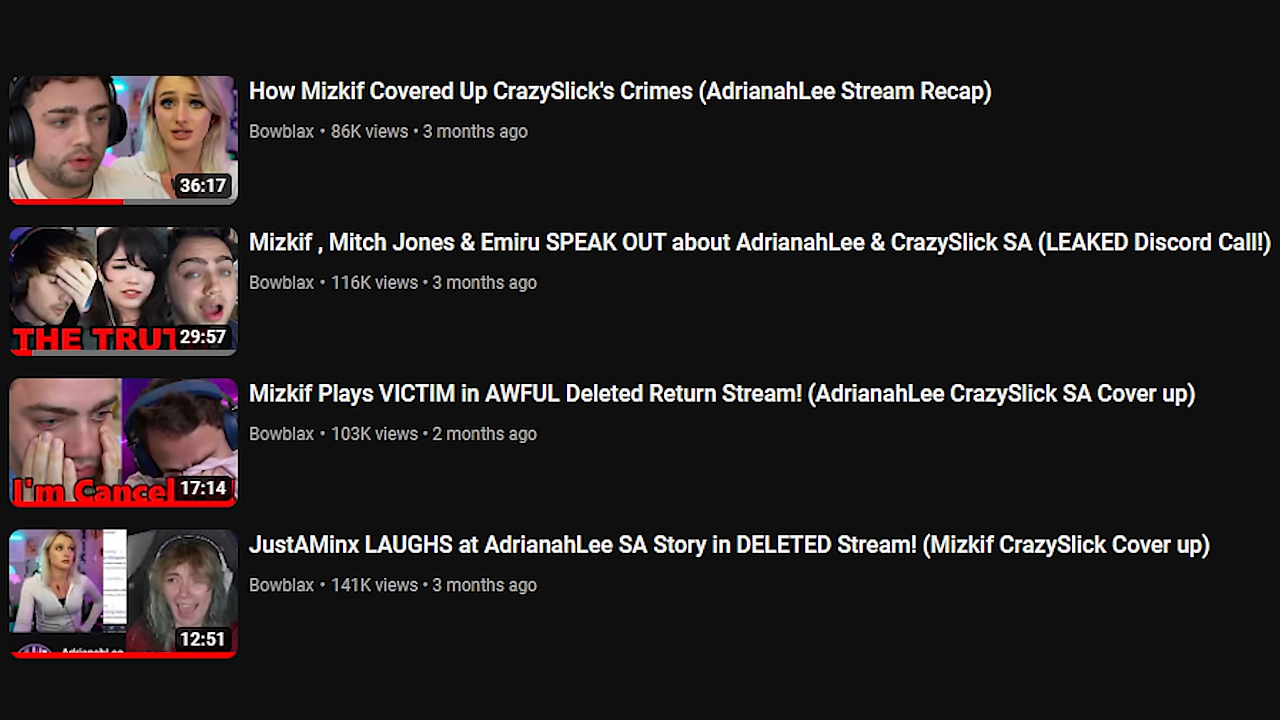 How Mizkif Covered Up CrazySlick's Crimes (AdrianahLee Stream Recap)
Bowblax • 86K views • 3 months ago
36:17
Mizkif , Mitch Jones & Emiru SPEAK OUT about AdrianahLee & CrazySlick SA (LEAKED Discord Call!)
Bowblax • 116K views • 3 months ago
THE
29:57
Mizkif Plays VICTIM in AWFUL Deleted Return Stream! (AdrianahLee CrazySlick SA Cover up)
Bowblax • 103K views • 2 months ago
I'm Cancel
17:14
JustAMinx LAUGHS at AdrianahLee SA Story in DELETED Stream! (Mizkif CrazySlick Cover up)
Bowblax • 141K views • 3 months ago
12:51
AdrianahLee